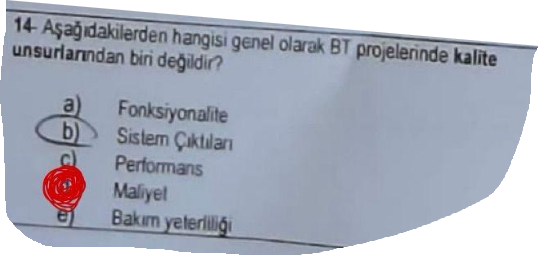 14- Aşağıdakilerden hangisi genel olarak BT projelerinde kalite
unsurlarından biri değildir?
a) Fonksiyonalite
b) Sistem Çıktıları
c) Performans
Maliyet
e) Bakım yeterliliği